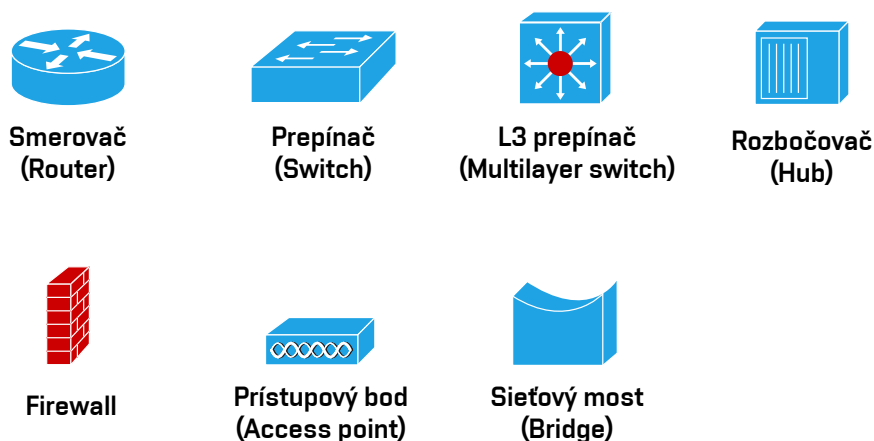 Smerovač
(Router)
Prepínač
(Switch)
L3 prepínač
(Multilayer switch)
Rozbočovač
(Hub)
Firewall
Prístupový bod
(Access point)
Sieťový most
(Bridge)